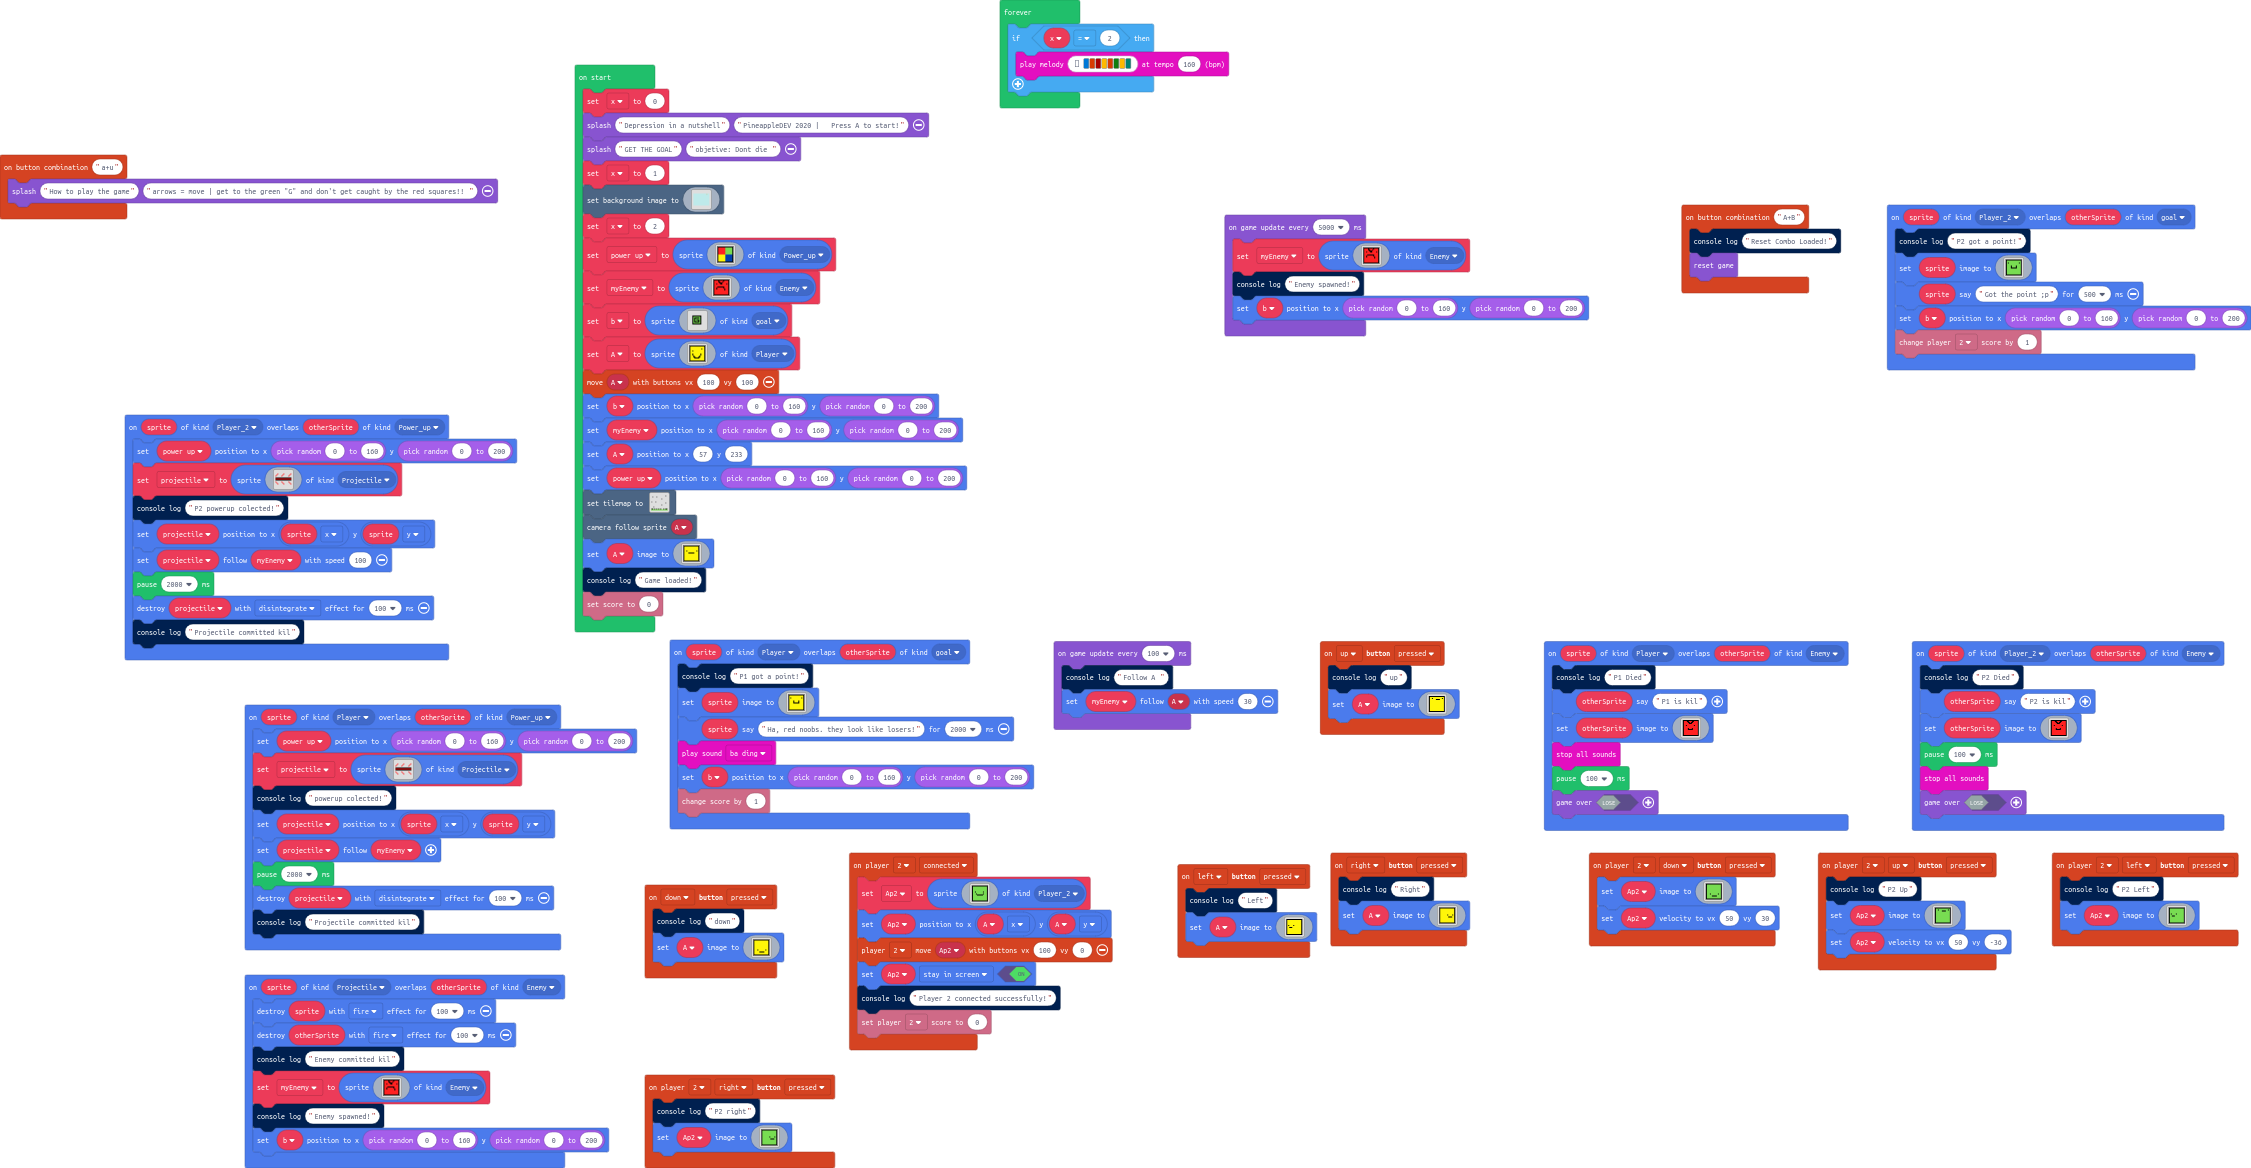 forever
if x = 2 then
play melody at tempo 160 (bpm)
on start
set x to 0
splash "Depression in a nutshell" "PineappleDEV 2020 |   Press A to start!"
splash "GET THE GOAL" "objetive: Dont die "
set x to 1
set background image to
set x to 2
set power up to sprite of kind Power_up
set myEnemy to sprite of kind Enemy
set b to sprite of kind goal
set A to sprite of kind Player
move A with buttons vx 100 vy 100
set b position to x pick random 0 to 160 y pick random 0 to 200
set myEnemy position to x pick random 0 to 160 y pick random 0 to 200
set A position to x 57 y 233
set power up position to x pick random 0 to 160 y pick random 0 to 200
set tilemap to
camera follow sprite A
set A image to
console log "Game loaded!"
set score to 0
on button combination "a+u"
splash "How to play the game" "arrows = move | get to the green "G" and don't get caught by the red squares!! "
on game update every 5000 ms
set myEnemy to sprite of kind Enemy
console log "Enemy spawned!"
set b position to x pick random 0 to 160 y pick random 0 to 200
on button combination "A+B"
console log "Reset Combo Loaded!"
reset game
on sprite of kind Player_2 overlaps otherSprite of kind goal
console log "P2 got a point!"
set sprite image to
sprite say "Got the point ;p" for 500 ms
set b position to x pick random 0 to 160 y pick random 0 to 200
change player 2 score by 1
on sprite of kind Player_2 overlaps otherSprite of kind Power_up
set power up position to x pick random 0 to 160 y pick random 0 to 200
set projectile to sprite of kind Projectile
console log "P2 powerup colected!"
set projectile position to x sprite x y sprite y
set projectile follow myEnemy with speed 100
pause 2000 ms
destroy projectile with disintegrate effect for 100 ms
console log "Projectile committed kil"
on sprite of kind Player overlaps otherSprite of kind goal
console log "P1 got a point!"
set sprite image to
sprite say "Ha, red noobs. they look like losers!" for 2000 ms
play sound ba ding
set b position to x pick random 0 to 160 y pick random 0 to 200
change score by 1
on game update every 100 ms
console log "Follow A "
set myEnemy follow A with speed 30
on up button pressed
console log "up"
set A image to
on sprite of kind Player overlaps otherSprite of kind Enemy
console log "P1 Died"
otherSprite say "P1 is kil"
set otherSprite image to
stop all sounds
pause 100 ms
game over LOSE
on sprite of kind Player_2 overlaps otherSprite of kind Enemy
console log "P2 Died"
otherSprite say "P2 is kil"
set otherSprite image to
pause 100 ms
stop all sounds
game over LOSE
on sprite of kind Player overlaps otherSprite of kind Power_up
set power up position to x pick random 0 to 160 y pick random 0 to 200
set projectile to sprite of kind Projectile
console log "powerup colected!"
set projectile position to x sprite x y sprite y
set projectile follow myEnemy
pause 2000 ms
destroy projectile with disintegrate effect for 100 ms
console log "Projectile committed kil"
on down button pressed
console log "down"
set A image to
on player 2 connected
set Ap2 to sprite of kind Player_2
set Ap2 position to x A x y A y
player 2 move Ap2 with buttons vx 100 vy 0
set Ap2 stay in screen ON
console log "Player 2 connected successfully!"
set player 2 score to 0
on left button pressed
console log "Left"
set A image to
on right button pressed
console log "Right"
set A image to
on player 2 down button pressed
set Ap2 image to
set Ap2 velocity to vx 50 vy 30
on player 2 up button pressed
console log "P2 Up"
set Ap2 image to
set Ap2 velocity to vx 50 vy -36
on player 2 left button pressed
console log "P2 Left"
set Ap2 image to
on sprite of kind Projectile overlaps otherSprite of kind Enemy
destroy sprite with fire effect for 100 ms
destroy otherSprite with fire effect for 100 ms
console log "Enemy committed kil"
set myEnemy to sprite of kind Enemy
console log "Enemy spawned!"
set b position to x pick random 0 to 160 y pick random 0 to 200
on player 2 right button pressed
console log "P2 right"
set Ap2 image to